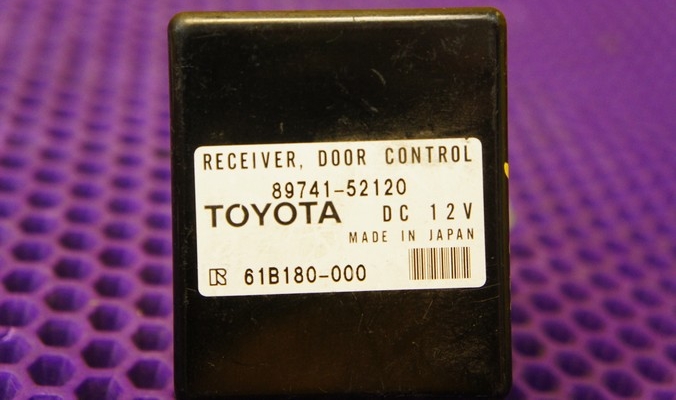 RECEIVER, DOOR CONTROL
89741-52120
TOYOTA DC 12V
MADE IN JAPAN
61B180-000